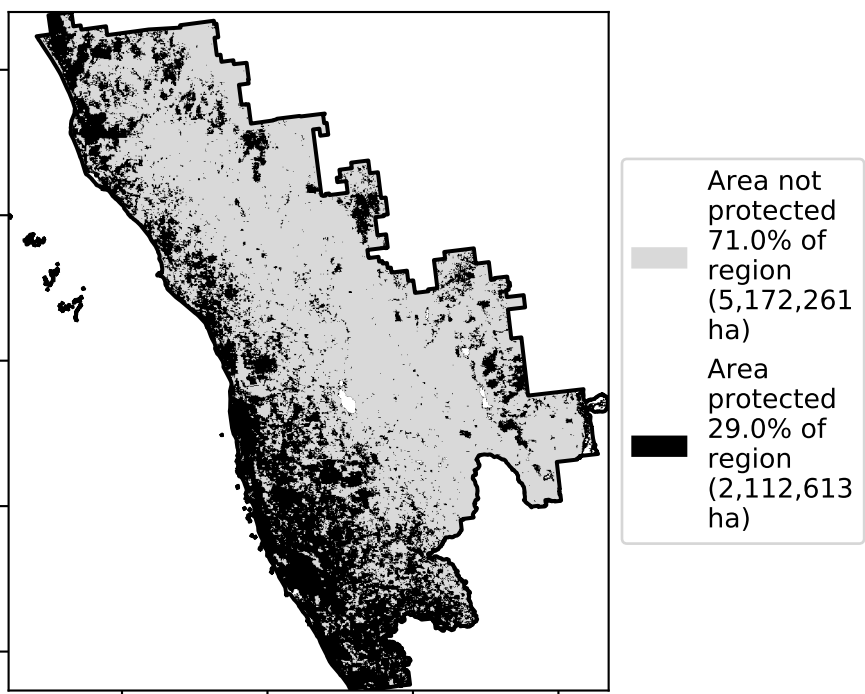 Area not
protected
71.0% of
region
(5,172,261
ha)
Area
protected
29.0% of
region
(2,112,613
ha)